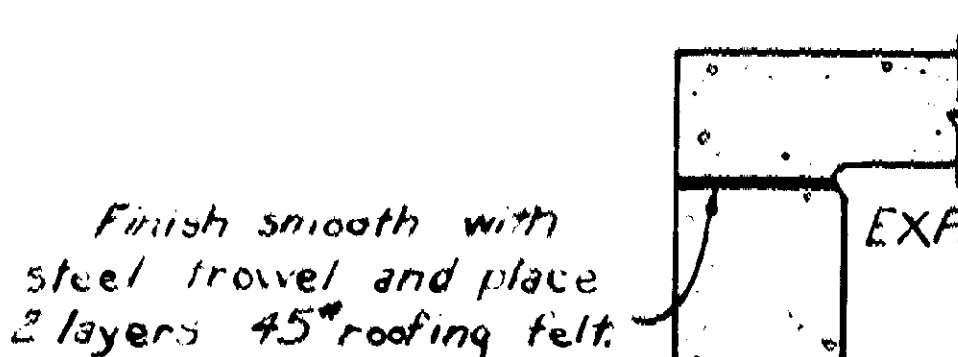 Finish smooth with
steel trowel and place
2 layers 45# roofing felt.